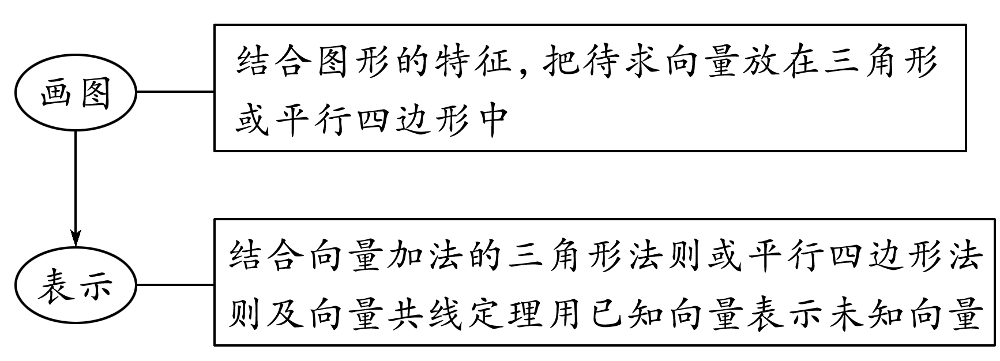 画图
结合图形的特征,把待求向量放在三角形
或平行四边形中
表示
结合向量加法的三角形法则或平行四边形法
则及向量共线定理用已知向量表示未知向量